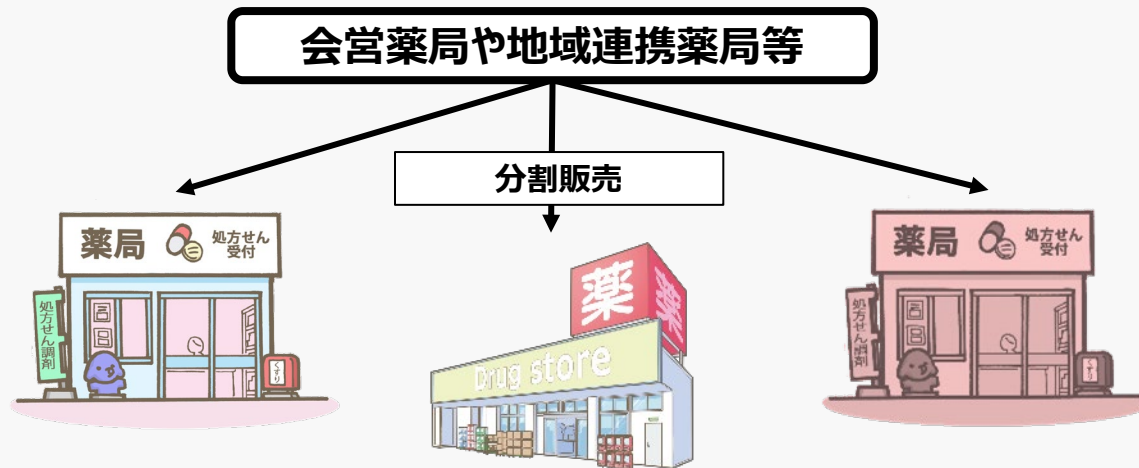 会営薬局や地域連携薬局等
分割販売
薬局
処方せん
受付
処方せん調剤
くすり
薬
薬
Drug store
薬局
処方せん
受付
処方せん調剤
くすり